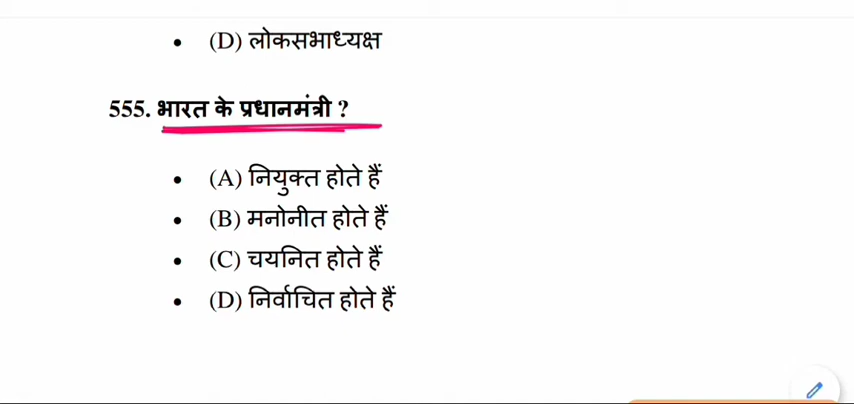 • (D) लोकसभाध्यक्ष
555. भारत के प्रधानमंत्री ?
• (A) नियुक्त होते हैं
• (B) मनोनीत होते हैं
• (C) चयनित होते हैं
• (D) निर्वाचित होते हैं